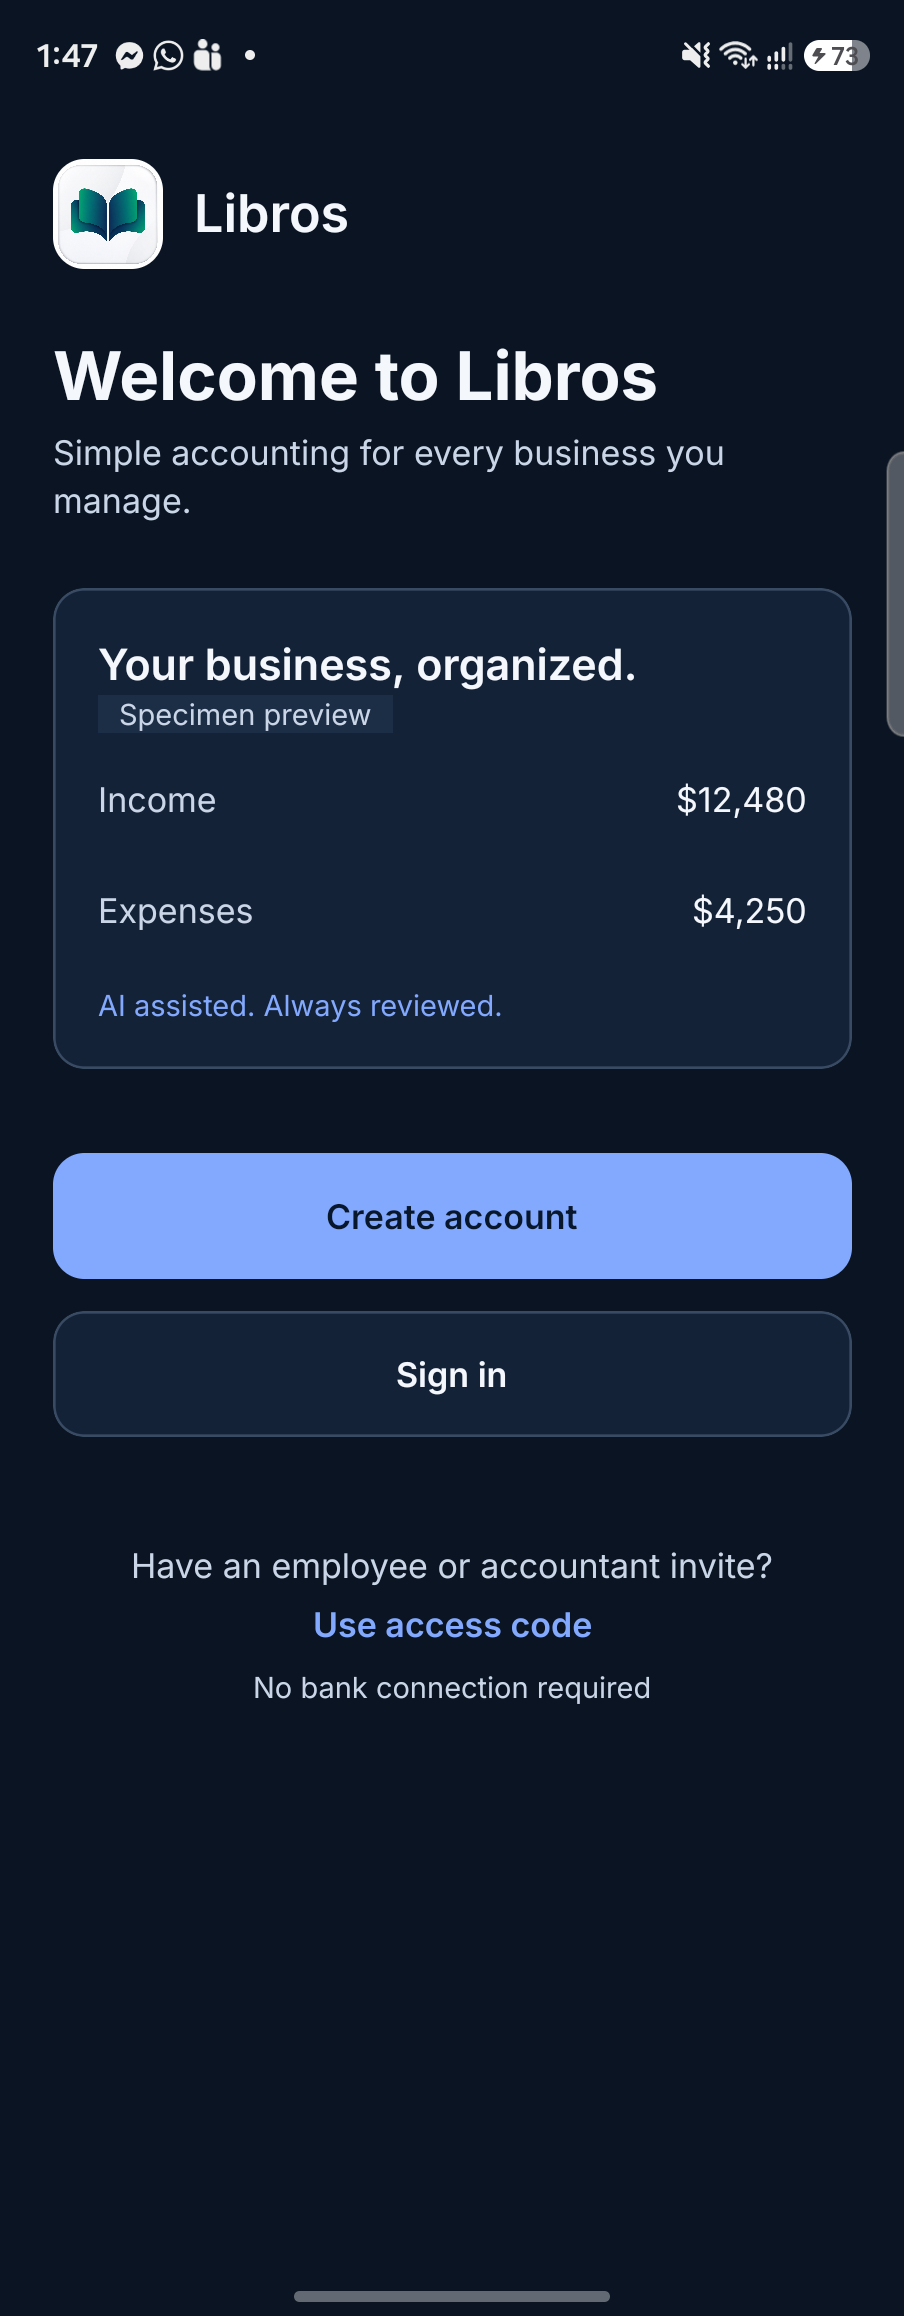 1:47
73
Libros
Welcome to Libros
Simple accounting for every business you
manage.
Your business, organized.
Specimen preview
Income $12,480
Expenses $4,250
AI assisted. Always reviewed.
Create account
Sign in
Have an employee or accountant invite?
Use access code
No bank connection required